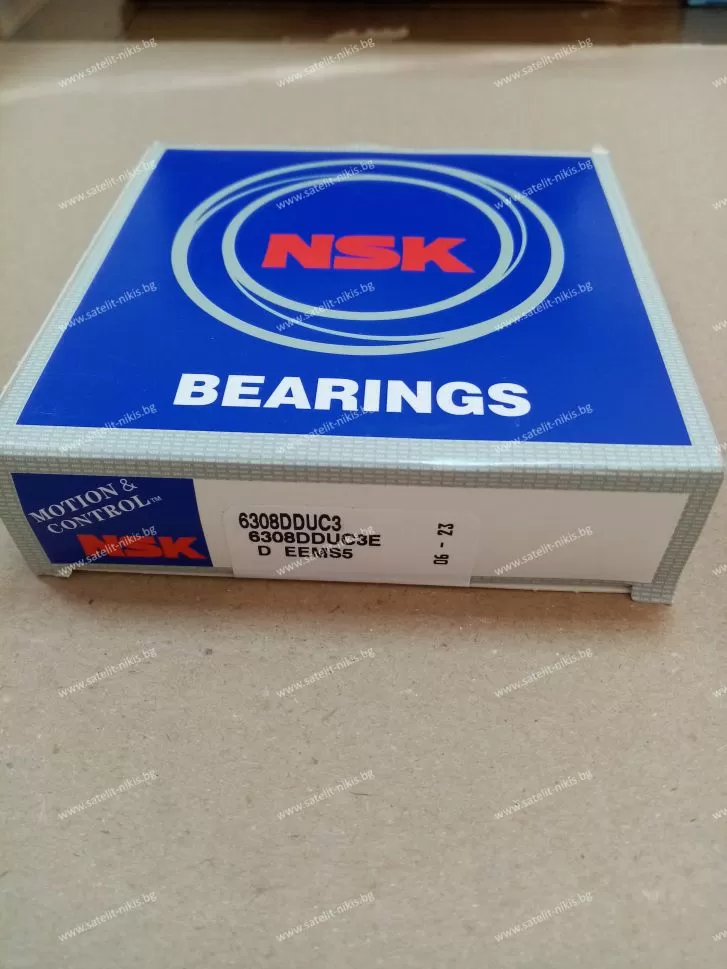 NSK
BEARINGS
MOTION &
CONTROL™
NSK
6308DDUC3
6308DDUC3E
D EEMS5
06 - 23
www.satelit-nikis.bg